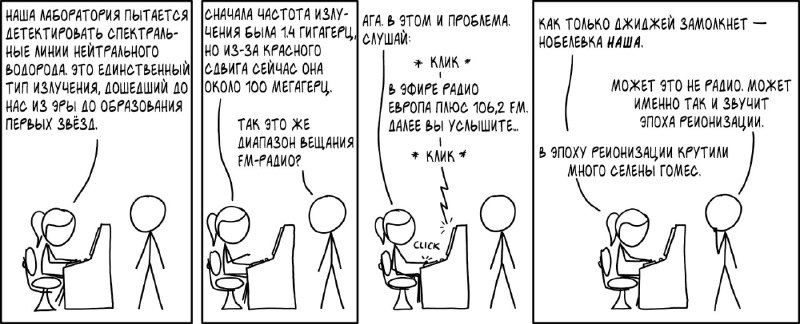 НАША ЛАБОРАТОРИЯ ПЫТАЕТСЯ
ДЕТЕКТИРОВАТЬ СПЕКТРАЛЬ-
НЫЕ ЛИНИИ НЕЙТРАЛЬНОГО
ВОДОРОДА. ЭТО ЕДИНСТВЕННЫЙ
ТИП ИЗЛУЧЕНИЯ, ДОШЕДШИЙ ДО
НАС ИЗ ЭРЫ ДО ОБРАЗОВАНИЯ
ПЕРВЫХ ЗВЁЗД.
СНАЧАЛА ЧАСТОТА ИЗЛУ-
ЧЕНИЯ БЫЛА 1.4 ГИГАГЕРЦ,
НО ИЗ-ЗА КРАСНОГО
СДВИГА СЕЙЧАС ОНА
ОКОЛО 100 МЕГАГЕРЦ.
ТАК ЭТО ЖЕ
ДИАПАЗОН ВЕЩАНИЯ
FM-РАДИО?
АГА. В ЭТОМ И ПРОБЛЕМА.
СЛУШАЙ:
* КЛИК *
В ЭФИРЕ РАДИО
ЕВРОПА ПЛЮС 106,2 FM.
ДАЛЕЕ ВЫ УСЛЫШИТЕ...
* КЛИК *
CLICK
КАК ТОЛЬКО ДИДЖЕЙ ЗАМОЛКНЕТ —
НОБЕЛЕВКА НАША.
МОЖЕТ ЭТО НЕ РАДИО. МОЖЕТ
ИМЕННО ТАК И ЗВУЧИТ
ЭПОХА РЕИОНИЗАЦИИ.
В ЭПОХУ РЕИОНИЗАЦИИ КРУТИЛИ
МНОГО СЕЛЕНЫ ГОМЕС.